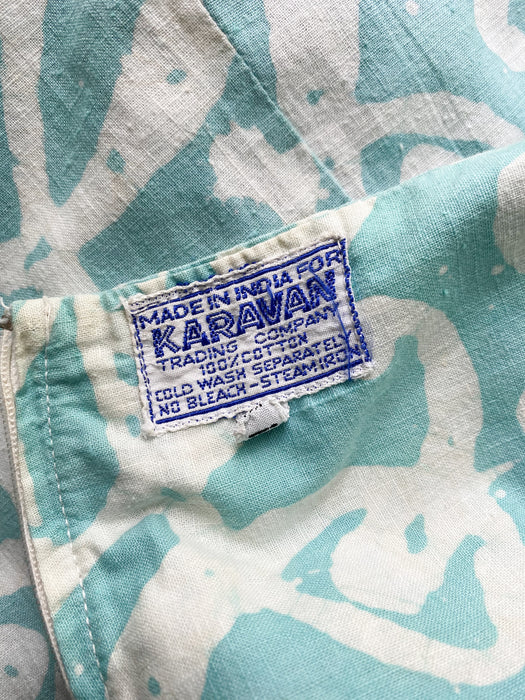 MADE IN INDIA FOR
KARAVAN
TRADING COMPANY
100% COTTON
COLD WASH SEPARATELY
NO BLEACH-STEAM IRON